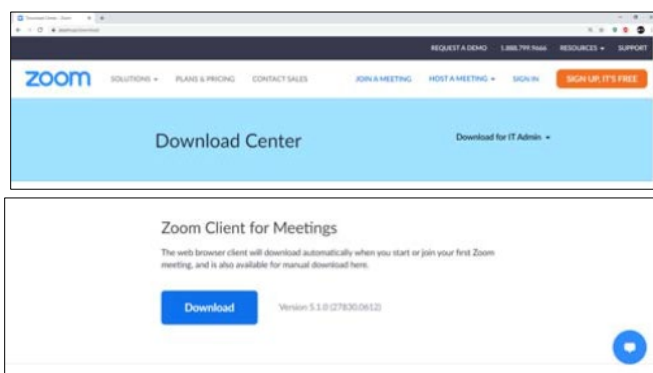 Download Center - Zoom
REQUEST A DEMO 1.888.799.9666 RESOURCES SUPPORT
zoom SOLUTIONS PLANS & PRICING CONTACT SALES JOIN A MEETING HOST A MEETING SIGN IN SIGN UP, IT'S FREE
Download Center Download for IT Admin
Zoom Client for Meetings
The web browser client will download automatically when you start or join your first Zoom
meeting, and is also available for manual download here.
Download Version 5.1.0 (27830.0612)